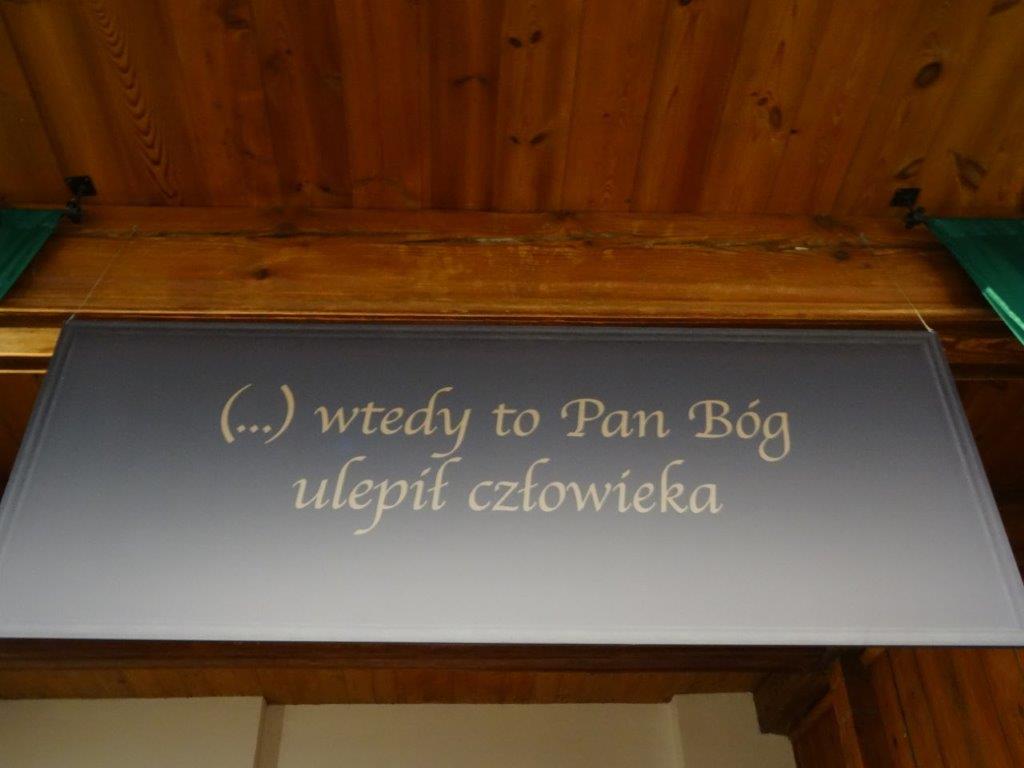 (...) wtedy to Pan Bóg
ulepił człowieka